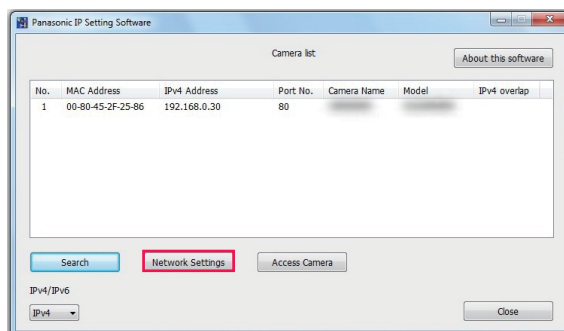 Panasonic IP Setting Software
Camera list
About this software
No. MAC Address IPv4 Address Port No. Camera Name Model IPv4 overlap
1 00-80-45-2F-25-86 192.168.0.30 80
Search Network Settings Access Camera
IPv4/IPv6
IPv4 Close